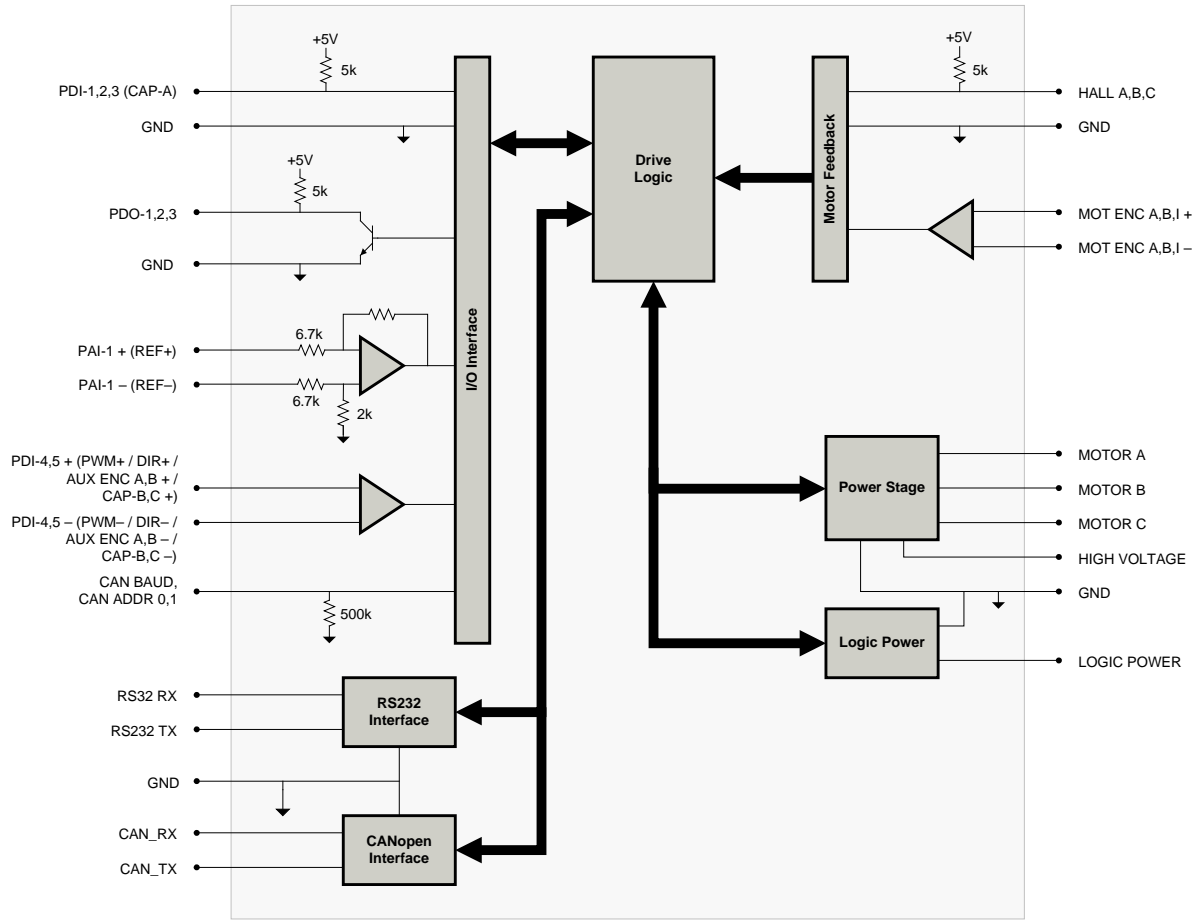 +5V
5k
PDI-1,2,3 (CAP-A)
GND
+5V
5k
PDO-1,2,3
GND
6.7k
PAI-1 + (REF+)
PAI-1 – (REF–)
6.7k
2k
PDI-4,5 + (PWM+ / DIR+ /
AUX ENC A,B + /
CAP-B,C +)
PDI-4,5 – (PWM– / DIR– /
AUX ENC A,B – /
CAP-B,C –)
CAN BAUD,
CAN ADDR 0,1
500k
I/O Interface
RS32 RX
RS232 TX
RS232
Interface
GND
CAN_RX
CAN_TX
CANopen
Interface
Drive
Logic
Motor Feedback
+5V
5k
HALL A,B,C
GND
MOT ENC A,B,I +
MOT ENC A,B,I –
Power Stage
MOTOR A
MOTOR B
MOTOR C
HIGH VOLTAGE
GND
Logic Power
LOGIC POWER